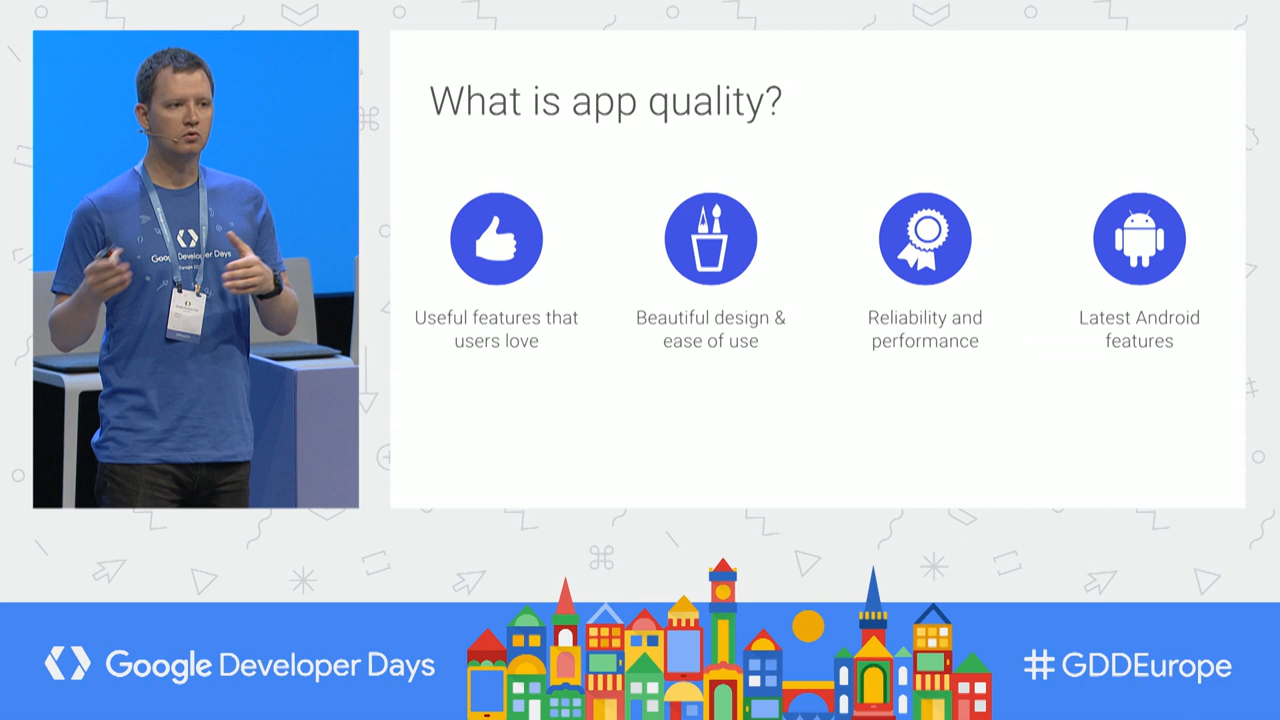 What is app quality?
Useful features that
users love
Beautiful design &
ease of use
Reliability and
performance
Latest Android
features
Google Developer Days
Google Developer Days
#GDDEurope